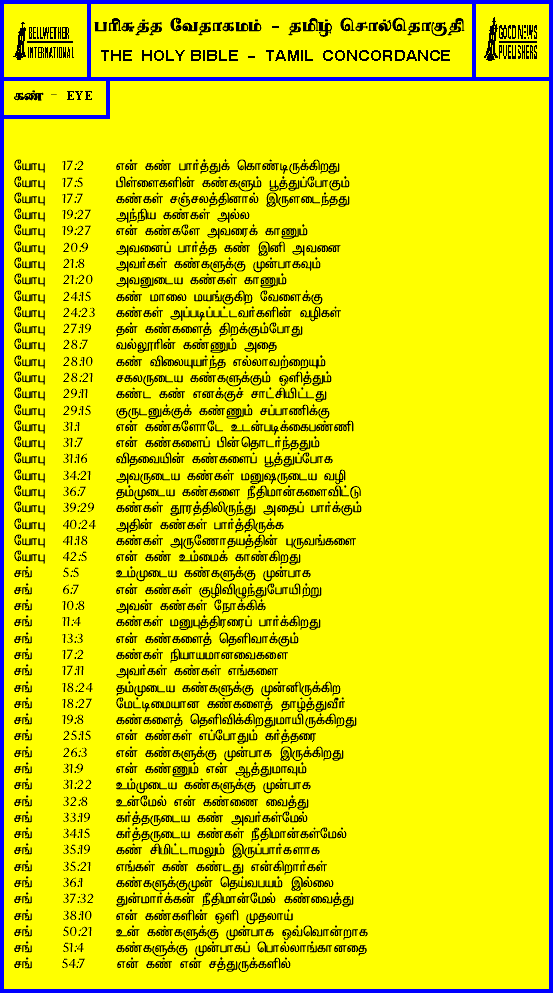 BELLWETHER
INTERNATIONAL
பரிசுத்த வேதாகமம் - தமிழ் சொல்தொகுதி
THE HOLY BIBLE - TAMIL CONCORDANCE
GOOD NEWS
PUBLISHERS
கண் - EYE
யோபு 17:2 என் கண் பார்த்துக் கொண்டிருக்கிறது
யோபு 17:5 பிள்ளைகளின் கண்களும் பூத்துப்போகும்
யோபு 17:7 கண்கள் சஞ்சலத்தினால் இருளடைந்தது
யோபு 19:27 அந்நிய கண்கள் அல்ல
யோபு 19:27 என் கண்களே அவரைக் காணும்
யோபு 20:9 அவனைப் பார்த்த கண் இனி அவனை
யோபு 21:8 அவர்கள் கண்களுக்கு முன்பாகவும்
யோபு 21:20 அவனுடைய கண்கள் காணும்
யோபு 24:15 கண் மாலை மயங்குகிற வேளைக்கு
யோபு 24:23 கண்கள் அப்படிப்பட்டவர்களின் வழிகள்
யோபு 27:19 தன் கண்களைத் திறக்கும்போது
யோபு 28:7 வல்லூரின் கண்ணும் அதை
யோபு 28:10 கண் விலையுயர்ந்த எல்லாவற்றையும்
யோபு 28:21 சகலருடைய கண்களுக்கும் ஒளித்தும்
யோபு 29:11 கண்ட கண் எனக்குச் சாட்சியிட்டது
யோபு 29:15 குருடனுக்குக் கண்ணும் சப்பாணிக்கு
யோபு 31:1 என் கண்களோடே உடன்படிக்கைபண்ணி
யோபு 31:7 என் கண்களைப் பின்தொடர்ந்ததும்
யோபு 31:16 விதவையின் கண்களைப் பூத்துப்போக
யோபு 34:21 அவருடைய கண்கள் மனுஷருடைய வழி
யோபு 36:7 தம்முடைய கண்களை நீதிமான்களைவிட்டு
யோபு 39:29 கண்கள் தூரத்திலிருந்து அதைப் பார்க்கும்
யோபு 40:24 அதின் கண்கள் பார்த்திருக்க
யோபு 41:18 கண்கள் அருணோதயத்தின் புருவங்களை
யோபு 42:5 என் கண் உம்மைக் காண்கிறது
சங் 5:5 உம்முடைய கண்களுக்கு முன்பாக
சங் 6:7 என் கண்கள் குழிவிழுந்துபோயிற்று
சங் 10:8 அவன் கண்கள் நோக்கிக்
சங் 11:4 கண்கள் மனுபுத்திரரைப் பார்க்கிறது
சங் 13:3 என் கண்களைத் தெளிவாக்கும்
சங் 17:2 கண்கள் நியாயமானவைகளை
சங் 17:11 அவர்கள் கண்கள் எங்களை
சங் 18:24 தம்முடைய கண்களுக்கு முன்னிருக்கிற
சங் 18:27 மேட்டிமையான கண்களைத் தாழ்த்துவீர்
சங் 19:8 கண்களைத் தெளிவிக்கிறதுமாயிருக்கிறது
சங் 25:15 என் கண்கள் எப்போதும் கர்த்தரை
சங் 26:3 என் கண்களுக்கு முன்பாக இருக்கிறது
சங் 31:9 என் கண்ணும் என் ஆத்துமாவும்
சங் 31:22 உம்முடைய கண்களுக்கு முன்பாக
சங் 32:8 உன்மேல் என் கண்ணை வைத்து
சங் 33:19 கர்த்தருடைய கண் அவர்கள்மேல்
சங் 34:15 கர்த்தருடைய கண்கள் நீதிமான்கள்மேல்
சங் 35:19 கண் சிமிட்டாமலும் இருப்பார்களாக
சங் 35:21 எங்கள் கண் கண்டது என்கிறார்கள்
சங் 36:1 கண்களுக்குமுன் தெய்வபயம் இல்லை
சங் 37:32 துன்மார்க்கன் நீதிமான்மேல் கண்வைத்து
சங் 38:10 என் கண்களின் ஒளி முதலாய்
சங் 50:21 உன் கண்களுக்கு முன்பாக ஒவ்வொன்றாக
சங் 51:4 கண்களுக்கு முன்பாகப் பொல்லாங்கானதை
சங் 54:7 என் கண் என் சத்துருக்களில்